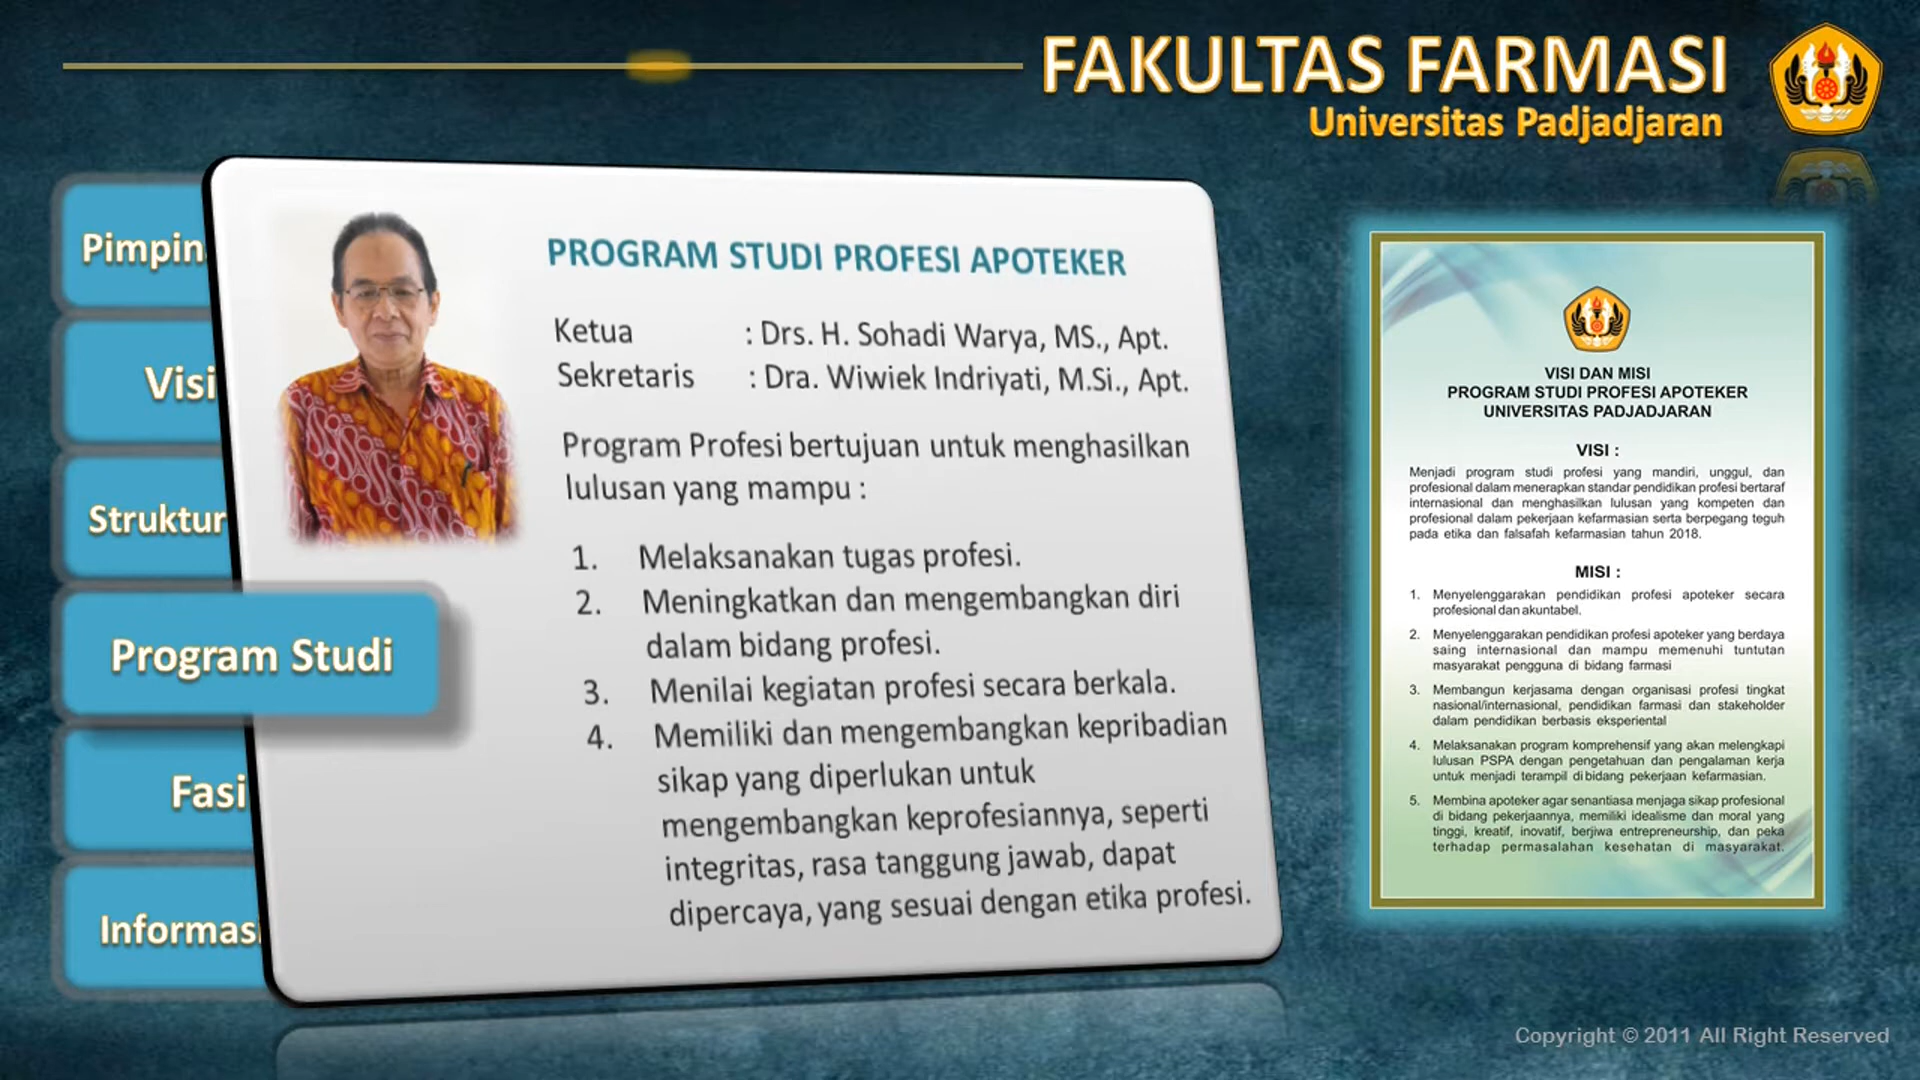 FAKULTAS FARMASI
Universitas Padjadjaran
Visi
Struktur
Program Studi
PROGRAM STUDI PROFESI APOTEKER
Ketua : Drs. H. Sohadi Warya, MS., Apt.
Sekretaris : Dra. Wiwiek Indriyati, M.Si., Apt.
Program Profesi bertujuan untuk menghasilkan
lulusan yang mampu :
1. Melaksanakan tugas profesi.
2. Meningkatkan dan mengembangkan diri
dalam bidang profesi.
3. Menilai kegiatan profesi secara berkala.
4. Memiliki dan mengembangkan kepribadian
sikap yang diperlukan untuk
mengembangkan keprofesiannya, seperti
integritas, rasa tanggung jawab, dapat
dipercaya, yang sesuai dengan etika profesi.
VISI DAN MISI
PROGRAM STUDI PROFESI APOTEKER
UNIVERSITAS PADJADJARAN
VISI :
Menjadi program studi profesi yang mandiri, unggul, dan
profesional dalam menerapkan standar pendidikan profesi bertaraf
internasional dan menghasilkan lulusan yang kompeten dan
profesional dalam pekerjaan kefarmasian serta berpegang teguh
pada etika dan falsafah kefarmasian tahun 2018.
MISI :
1. Menyelenggarakan pendidikan profesi apoteker secara
profesional dan akuntabel.
2. Menyelenggarakan pendidikan profesi apoteker yang berdaya
saing internasional dan mampu memenuhi tuntutan
masyarakat pengguna di bidang farmasi
3. Membangun kerjasama dengan organisasi profesi tingkat
nasional/internasional, pendidikan farmasi dan stakeholder
dalam pendidikan berbasis eksperiental
4. Melaksanakan program komprehensif yang akan melengkapi
lulusan PSPA dengan pengetahuan dan pengalaman kerja
untuk menjadi terampil di bidang pekerjaan kefarmasian.
5. Membina apoteker agar senantiasa menjaga sikap profesional
di bidang pekerjaannya, memiliki idealisme dan moral yang
tinggi, kreatif, inovatif, berjiwa entrepreneurship, dan peka
terhadap permasalahan kesehatan di masyarakat.
Copyright © 2011 All Right Reserved